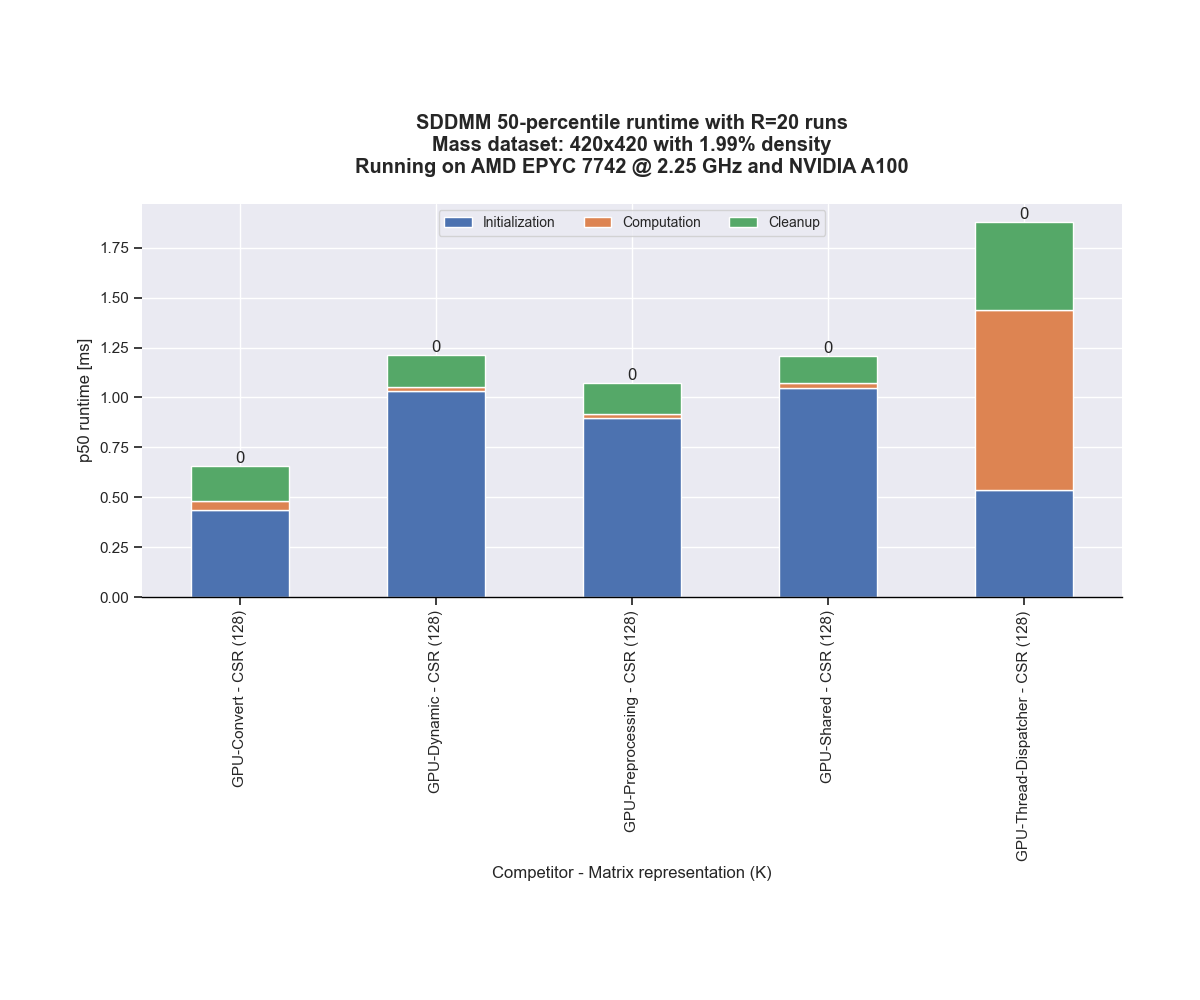 SDDMM 50-percentile runtime with R=20 runs
Mass dataset: 420x420 with 1.99% density
Running on AMD EPYC 7742 @ 2.25 GHz and NVIDIA A100
Initialization Computation Cleanup
p50 runtime [ms]
1.75
1.50
1.25
1.00
0.75
0.50
0.25
0.00
0
0
0
0
0
GPU-Convert - CSR (128)
GPU-Dynamic - CSR (128)
GPU-Preprocessing - CSR (128)
GPU-Shared - CSR (128)
GPU-Thread-Dispatcher - CSR (128)
Competitor - Matrix representation (K)